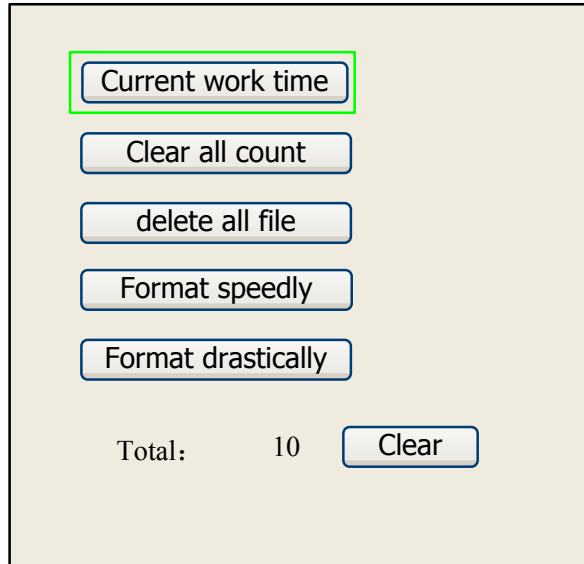 Current work time
Clear all count
delete all file
Format speedly
Format drastically
Total： 10 Clear